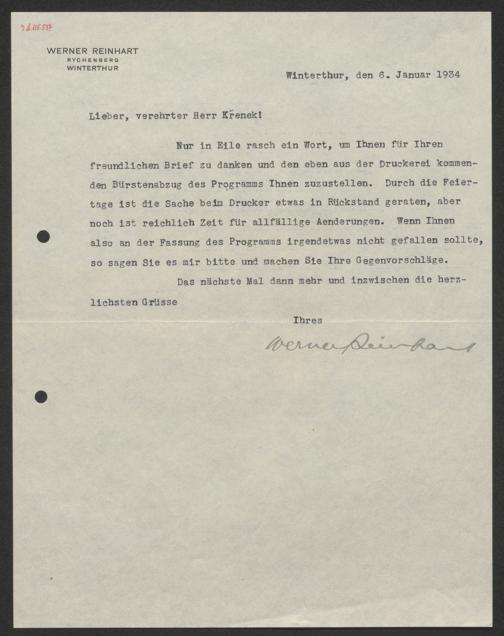 WERNER REINHART
RYCHENBERG
WINTERTHUR
Winterthur, den 6. Januar 1934
Lieber, verehrter Herr Křenek!
Nur in Eile rasch ein Wort, um Ihnen für Ihren
freundlichen Brief zu danken und den eben aus der Druckerei kommen-
den Bürstenabzug des Programms Ihnen zuzustellen. Durch die Feier-
tage ist die Sache beim Drucker etwas in Rückstand geraten, aber
noch ist reichlich Zeit für allfällige Aenderungen. Wenn Ihnen
also an der Fassung des Programms irgendetwas nicht gefallen sollte,
so sagen Sie es mir bitte und machen Sie Ihre Gegenvorschläge.
Das nächste Mal dann mehr und inzwischen die herz-
lichsten Grüsse
Ihres
Werner Reinhart